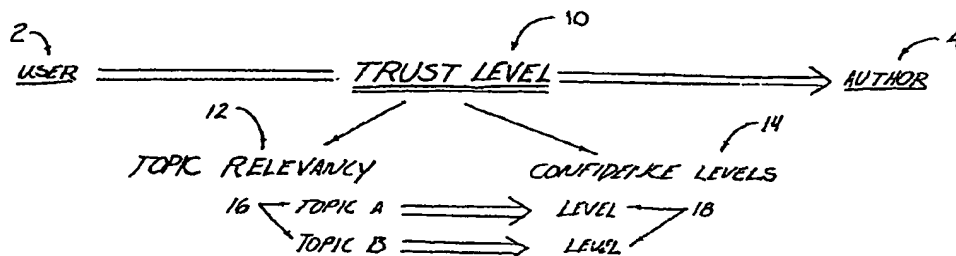 2 10 4
USER TRUST LEVEL AUTHOR
12 14
TOPIC RELEVANCY CONFIDENCE LEVELS
16 TOPIC A LEVEL 18
TOPIC B LEVEL